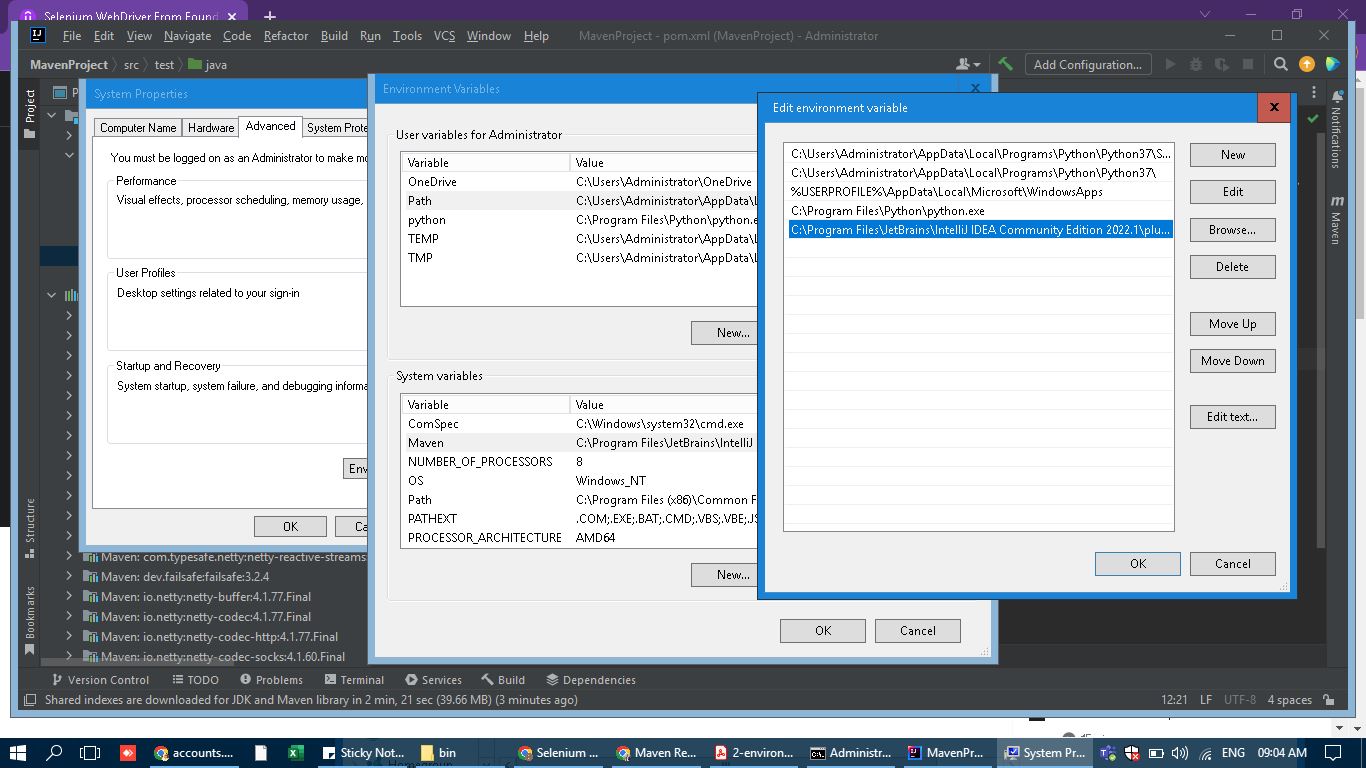 Selenium WebDriver From Found
File Edit View Navigate Code Refactor Build Run Tools VCS Window Help MavenProject - pom.xml (MavenProject) - Administrator
MavenProject src test java Add Configuration...
Project
Structure
Bookmarks
System Properties
Computer Name Hardware Advanced System Prote
You must be logged on as an Administrator to make mo
Performance
Visual effects, processor scheduling, memory usage,
User Profiles
Desktop settings related to your sign-in
Startup and Recovery
System startup, system failure, and debugging informa
Env
OK Ca
Environment Variables
User variables for Administrator
Variable Value
OneDrive C:\Users\Administrator\OneDrive
Path C:\Users\Administrator\AppData\L
python C:\Program Files\Python\python.e
TEMP C:\Users\Administrator\AppData\L
TMP C:\Users\Administrator\AppData\L
New...
System variables
Variable Value
ComSpec C:\Windows\system32\cmd.exe
Maven C:\Program Files\JetBrains\IntelliJ
NUMBER_OF_PROCESSORS 8
OS Windows_NT
Path C:\Program Files (x86)\Common F
PATHEXT .COM;.EXE;.BAT;.CMD;.VBS;.VBE;.JS
PROCESSOR_ARCHITECTURE AMD64
New...
OK Cancel
Edit environment variable
C:\Users\Administrator\AppData\Local\Programs\Python\Python37\S...
C:\Users\Administrator\AppData\Local\Programs\Python\Python37\
%USERPROFILE%\AppData\Local\Microsoft\WindowsApps
C:\Program Files\Python\python.exe
C:\Program Files\JetBrains\IntelliJ IDEA Community Edition 2022.1\plu...
New
Edit
Browse...
Delete
Move Up
Move Down
Edit text...
OK Cancel
Notifications
Maven
Maven: com.typesafe.netty:netty-reactive-streams
Maven: dev.failsafe:failsafe:3.2.4
Maven: io.netty:netty-buffer:4.1.77.Final
Maven: io.netty:netty-codec:4.1.77.Final
Maven: io.netty:netty-codec-http:4.1.77.Final
Maven: io.netty:netty-codec-socks:4.1.60.Final
Version Control TODO Problems Terminal Services Build Dependencies
Shared indexes are downloaded for JDK and Maven library in 2 min, 21 sec (39.66 MB) (3 minutes ago) 12:21 LF UTF-8 4 spaces
accounts.... Sticky Not... bin Selenium ... Maven Re... 2-environ... Administr... MavenPr... System Pr... ENG 09:04 AM